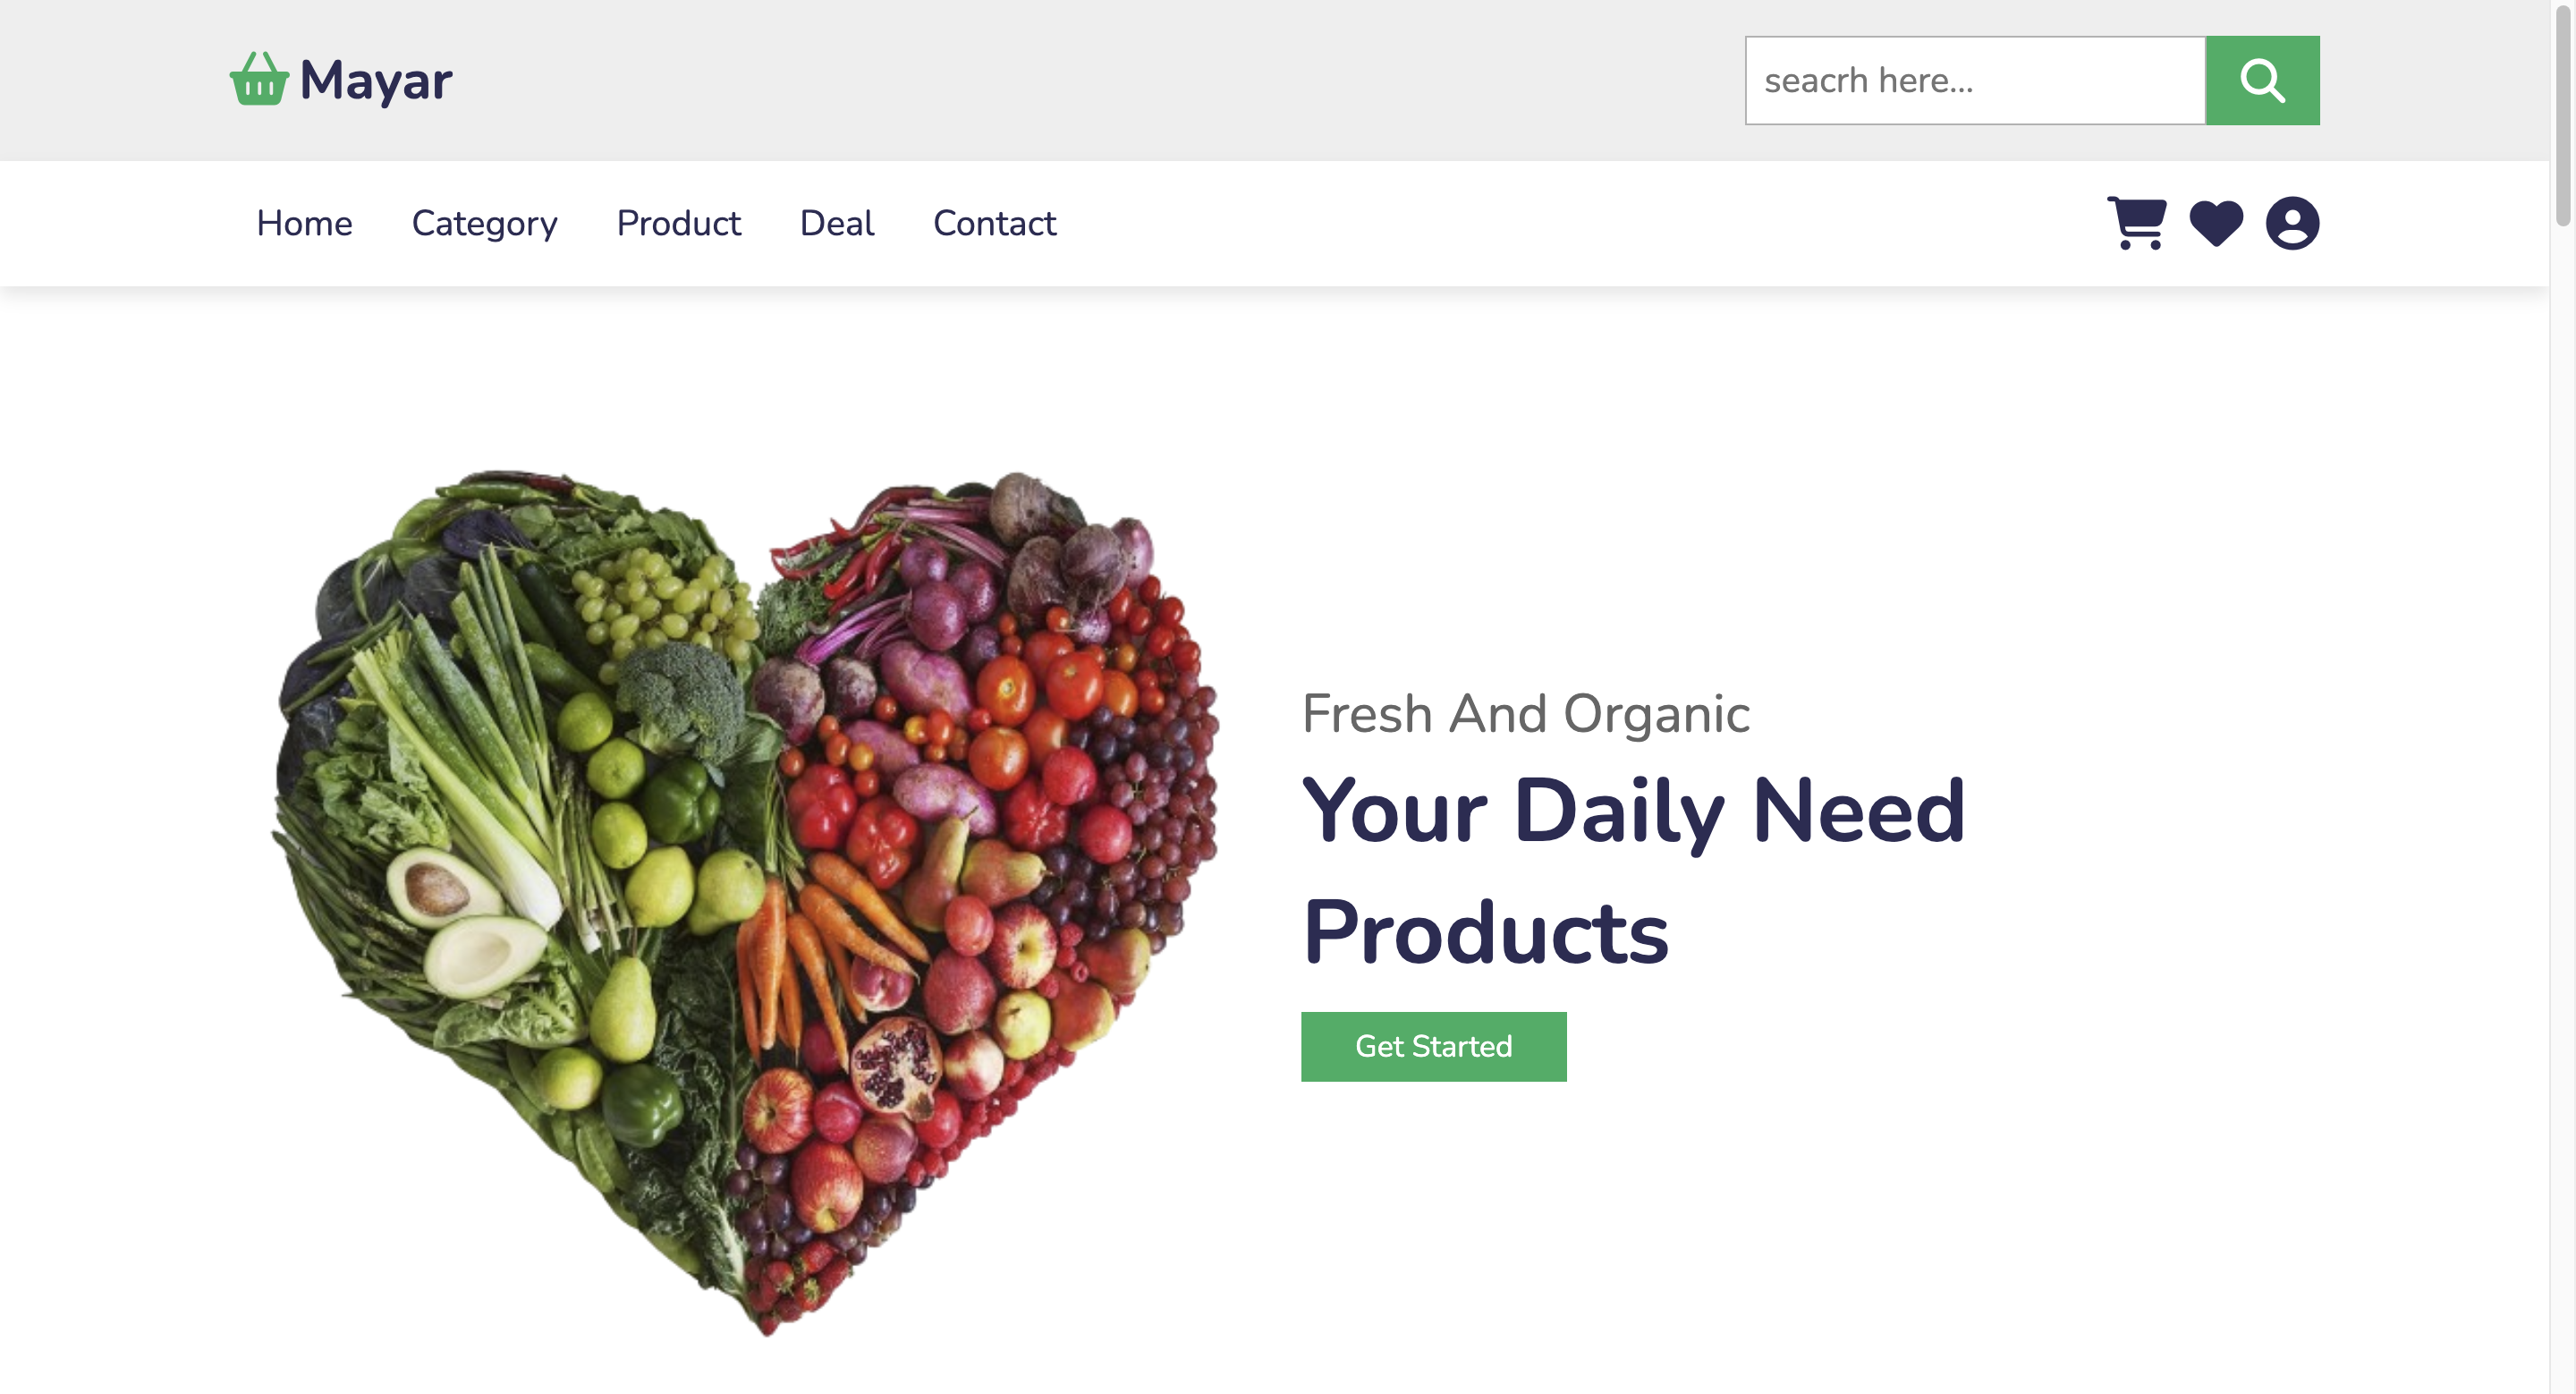 Mayar
seacrh here...
Home Category Product Deal Contact
Fresh And Organic
Your Daily Need
Products
Get Started